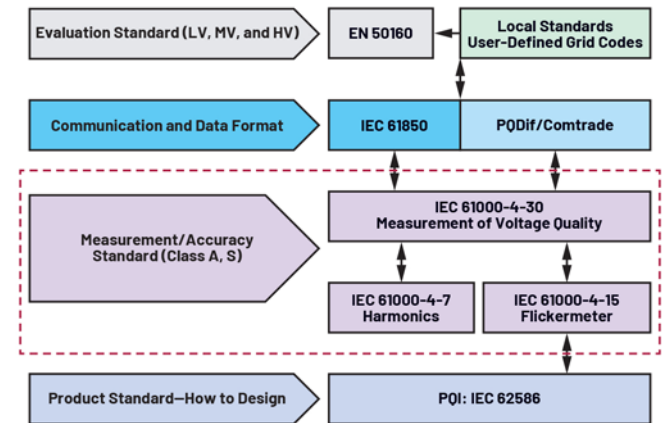 Evaluation Standard (LV, MV, and HV)
EN 50160
Local Standards
User-Defined Grid Codes
Communication and Data Format
IEC 61850
PQDif/Comtrade
Measurement/Accuracy
Standard (Class A, S)
IEC 61000-4-30
Measurement of Voltage Quality
IEC 61000-4-7
Harmonics
IEC 61000-4-15
Flickermeter
Product Standard—How to Design
PQI: IEC 62586